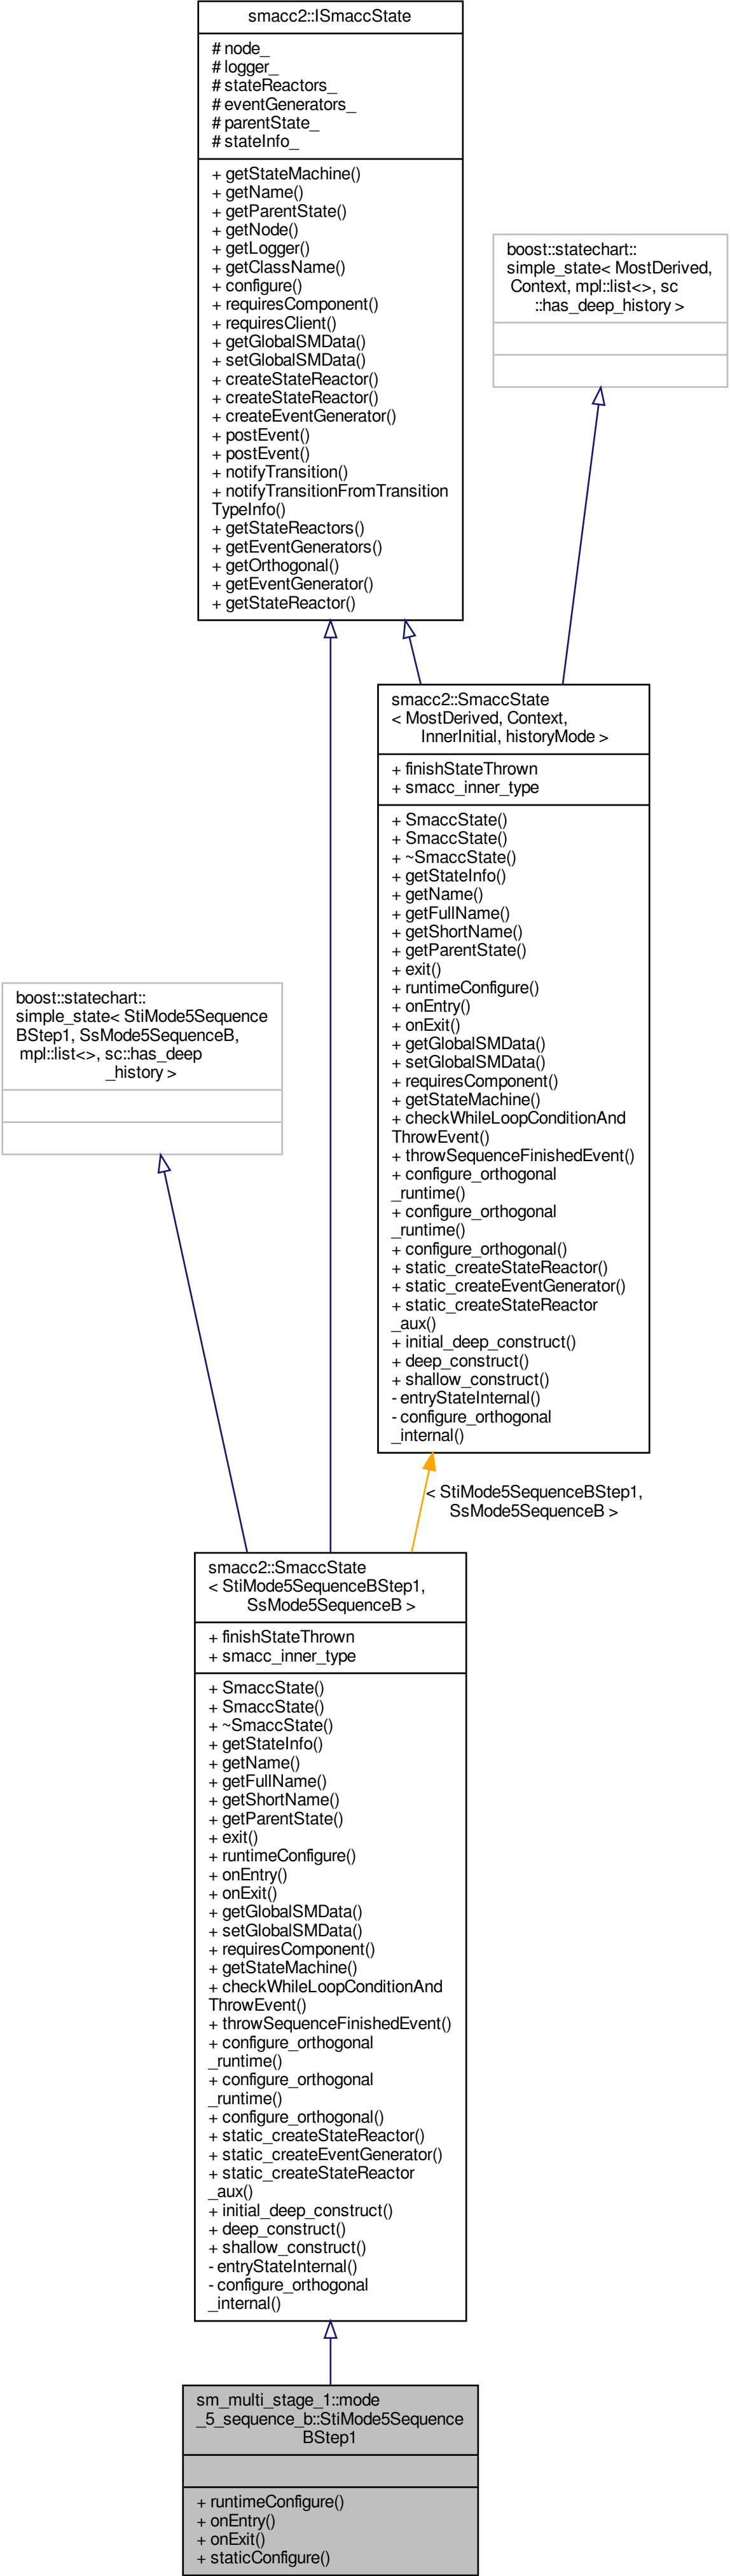 smacc2::ISmaccState
# node_
# logger_
# stateReactors_
# eventGenerators_
# parentState_
# stateInfo_
+ getStateMachine()
+ getName()
+ getParentState()
+ getNode()
+ getLogger()
+ getClassName()
+ configure()
+ requiresComponent()
+ requiresClient()
+ getGlobalSMData()
+ setGlobalSMData()
+ createStateReactor()
+ createStateReactor()
+ createEventGenerator()
+ postEvent()
+ postEvent()
+ notifyTransition()
+ notifyTransitionFromTransition
TypeInfo()
+ getStateReactors()
+ getEventGenerators()
+ getOrthogonal()
+ getEventGenerator()
+ getStateReactor()
boost::statechart::
simple_state< MostDerived,
Context, mpl::list<>, sc
::has_deep_history >
smacc2::SmaccState
< MostDerived, Context,
InnerInitial, historyMode >
+ finishStateThrown
+ smacc_inner_type
+ SmaccState()
+ SmaccState()
+ ~SmaccState()
+ getStateInfo()
+ getName()
+ getFullName()
+ getShortName()
+ getParentState()
+ exit()
+ runtimeConfigure()
+ onEntry()
+ onExit()
+ getGlobalSMData()
+ setGlobalSMData()
+ requiresComponent()
+ getStateMachine()
+ checkWhileLoopConditionAnd
ThrowEvent()
+ throwSequenceFinishedEvent()
+ configure_orthogonal
_runtime()
+ configure_orthogonal
_runtime()
+ configure_orthogonal()
+ static_createStateReactor()
+ static_createEventGenerator()
+ static_createStateReactor
_aux()
+ initial_deep_construct()
+ deep_construct()
+ shallow_construct()
- entryStateInternal()
- configure_orthogonal
_internal()
boost::statechart::
simple_state< StiMode5Sequence
BStep1, SsMode5SequenceB,
mpl::list<>, sc::has_deep
_history >
< StiMode5SequenceBStep1,
SsMode5SequenceB >
smacc2::SmaccState
< StiMode5SequenceBStep1,
SsMode5SequenceB >
+ finishStateThrown
+ smacc_inner_type
+ SmaccState()
+ SmaccState()
+ ~SmaccState()
+ getStateInfo()
+ getName()
+ getFullName()
+ getShortName()
+ getParentState()
+ exit()
+ runtimeConfigure()
+ onEntry()
+ onExit()
+ getGlobalSMData()
+ setGlobalSMData()
+ requiresComponent()
+ getStateMachine()
+ checkWhileLoopConditionAnd
ThrowEvent()
+ throwSequenceFinishedEvent()
+ configure_orthogonal
_runtime()
+ configure_orthogonal
_runtime()
+ configure_orthogonal()
+ static_createStateReactor()
+ static_createEventGenerator()
+ static_createStateReactor
_aux()
+ initial_deep_construct()
+ deep_construct()
+ shallow_construct()
- entryStateInternal()
- configure_orthogonal
_internal()
sm_multi_stage_1::mode
_5_sequence_b::StiMode5Sequence
BStep1
+ runtimeConfigure()
+ onEntry()
+ onExit()
+ staticConfigure()